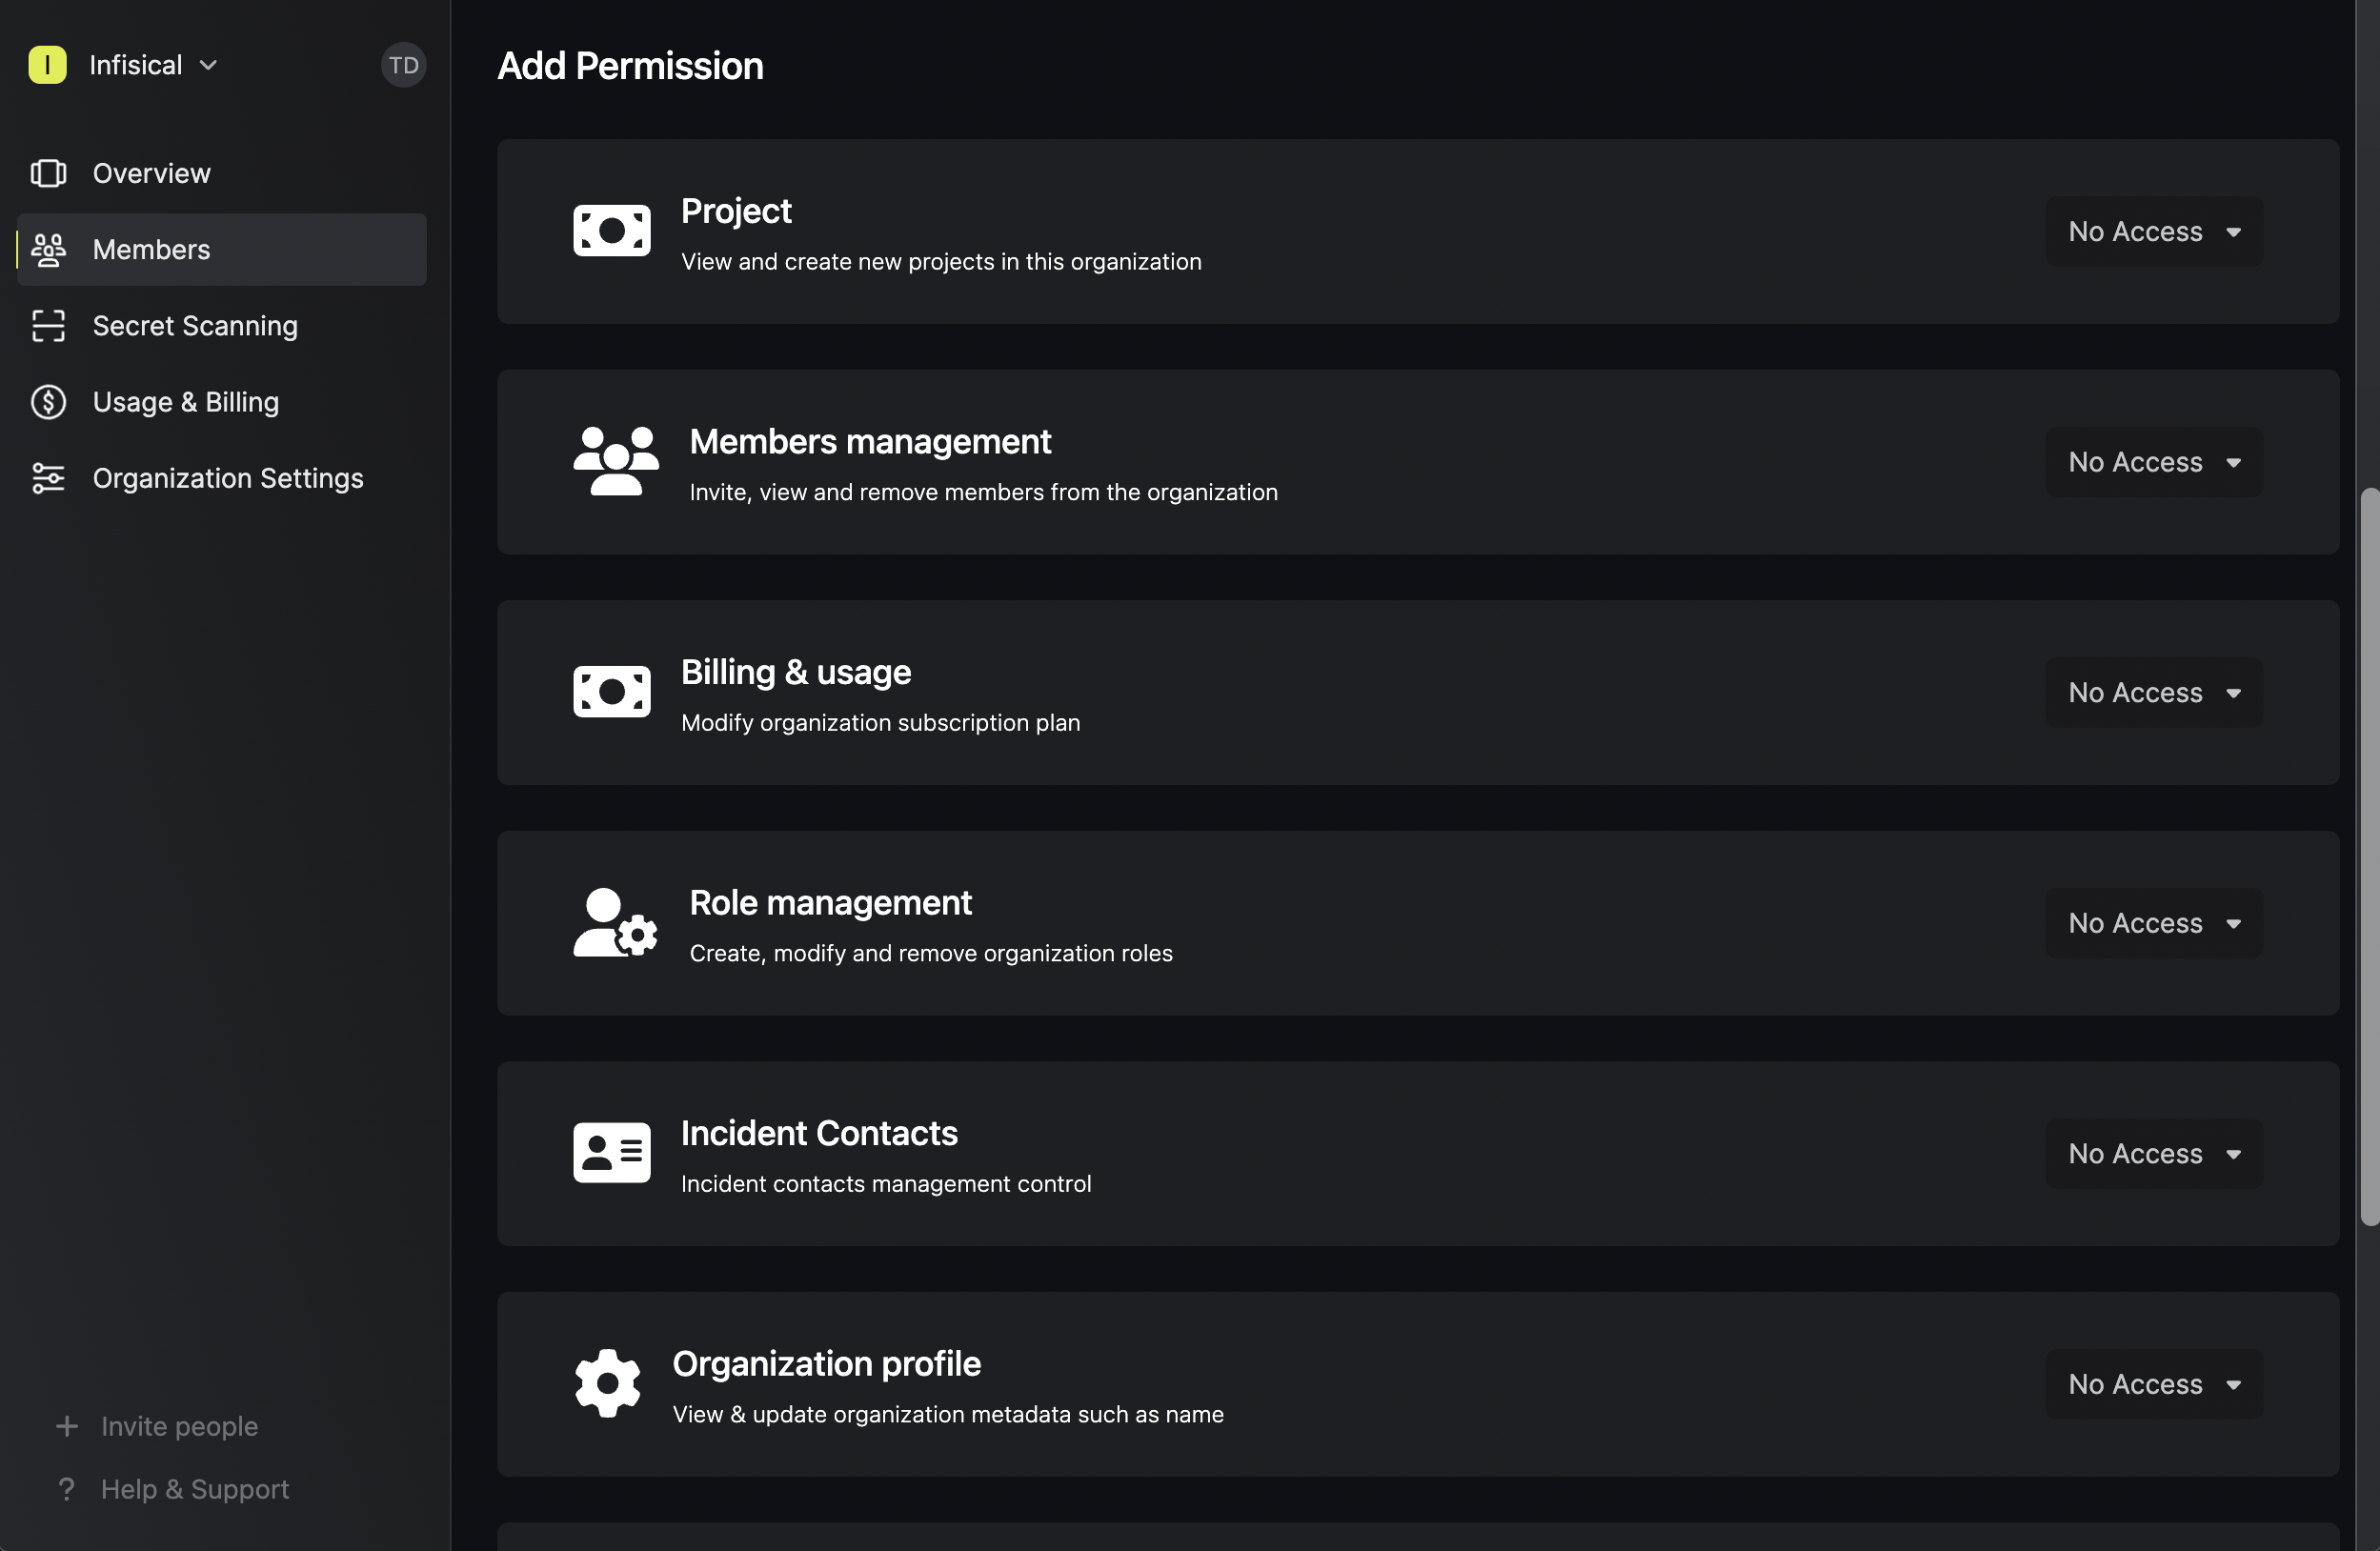 I
Infisical
TD
Overview
Members
Secret Scanning
Usage & Billing
Organization Settings
Invite people
? Help & Support
Add Permission
Project
View and create new projects in this organization
No Access
Members management
Invite, view and remove members from the organization
No Access
Billing & usage
Modify organization subscription plan
No Access
Role management
Create, modify and remove organization roles
No Access
Incident Contacts
Incident contacts management control
No Access
Organization profile
View & update organization metadata such as name
No Access